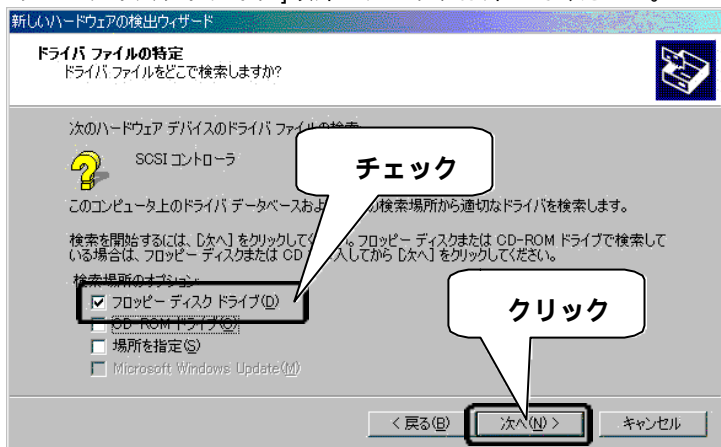 新しいハードウェアの検出ウィザード
ドライバ ファイルの特定
ドライバ ファイルをどこで検索しますか?
次のハードウェア デバイスのドライバ ファイルの検索:
SCSI コントローラ
チェック
このコンピュータ上のドライバ データベースおよ の検索場所から適切なドライバを検索します。
検索を開始するには、[次へ] をクリックして 。フロッピー ディスクまたは CD-ROM ドライブで検索して
いる場合は、フロッピー ディスクまたは CD 入してから [次へ] をクリックしてください。
検索場所のオプション:
フロッピー ディスク ドライブ(D)
クリック
CD-ROM ドライブ(C)
場所を指定(S)
Microsoft Windows Update(M)
< 戻る(B)
次へ(N) >
キャンセル